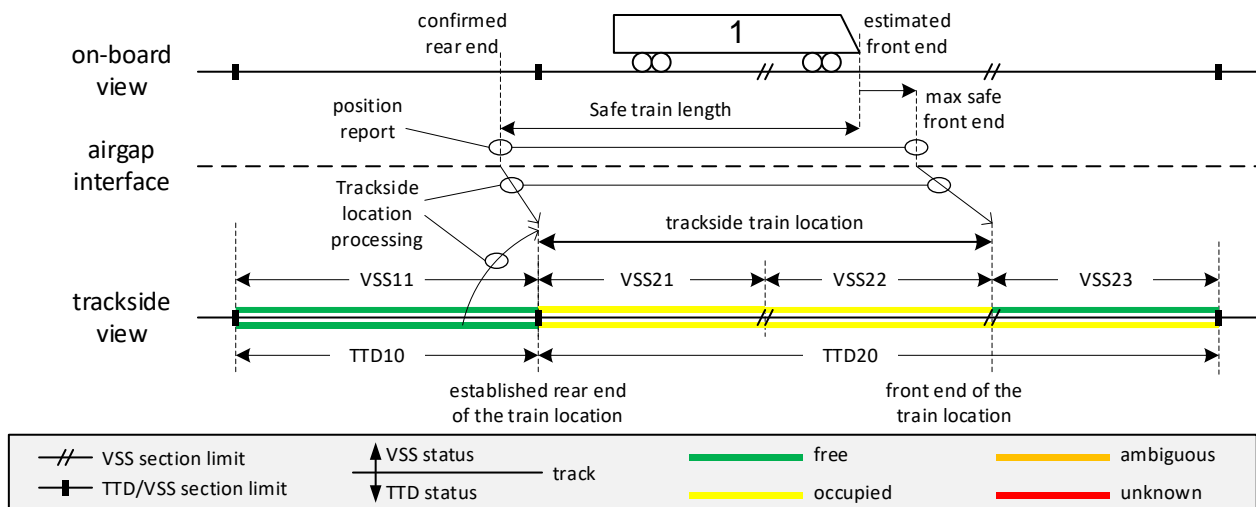 confirmed
rear end
1
estimated
front end
on-board
view
position
report
Safe train length
max safe
front end
airgap
interface
Trackside
location
processing
trackside train location
VSS11
VSS21
VSS22
VSS23
trackside
view
TTD10
TTD20
established rear end
of the train location
front end of the
train location
VSS section limit
TTD/VSS section limit
VSS status
track
TTD status
free
occupied
ambiguous
unknown